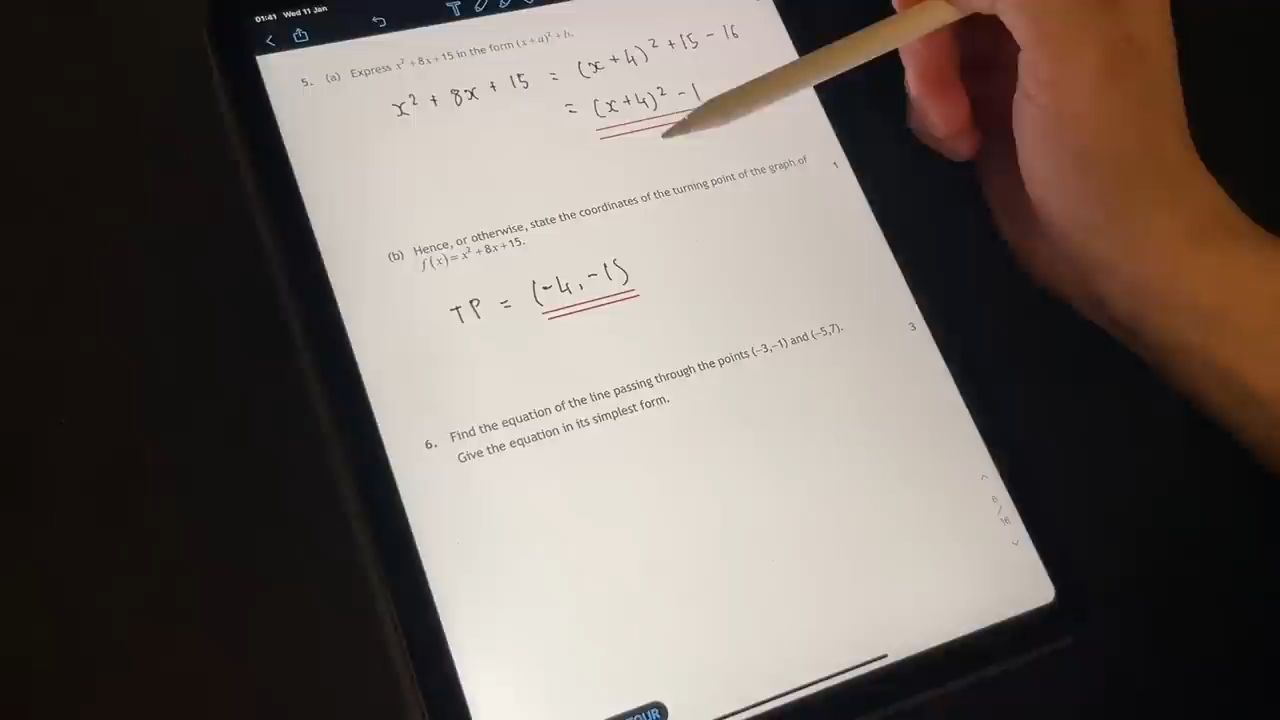 01:41 Wed 11 Jan
5. (a) Express x² + 8x + 15 in the form (x + a)² + b.
x² + 8x + 15 = (x+4)² + 15 - 16
= (x+4)² - 1
(b) Hence, or otherwise, state the coordinates of the turning point of the graph of 1
f(x) = x² + 8x + 15.
TP = (-4, -1)
6. Find the equation of the line passing through the points (−3,−1) and (−5,7). 3
Give the equation in its simplest form.
6
/
16